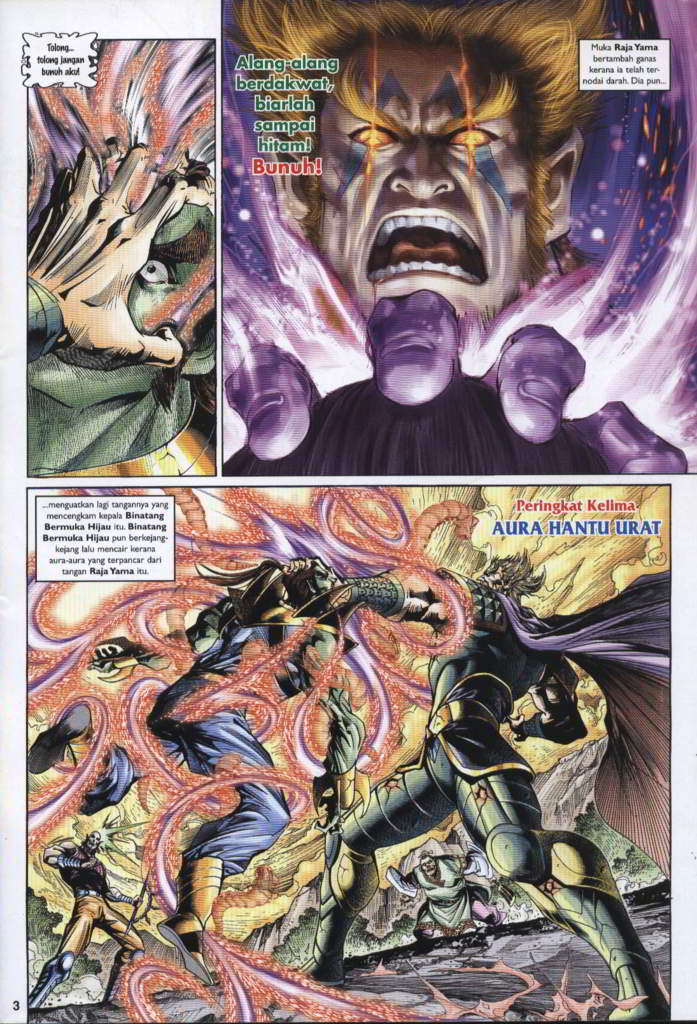 Tolong...
tolong jangan
bunuh aku!
Alang-alang
berdakwat,
biarlah
sampai
hitam!
Bunuh!
Muka Raja Yama
bertambah ganas
kerana ia telah ter-
nodai darah. Dia pun...
...menguatkan lagi tangannya yang
mencengkam kepala Binatang
Bermuka Hijau itu. Binatang
Bermuka Hijau pun berkejang-
kejang lalu mencair kerana
aura-aura yang terpancar dari
tangan Raja Yama itu.
Peringkat Kelima
AURA HANTU URAT
3